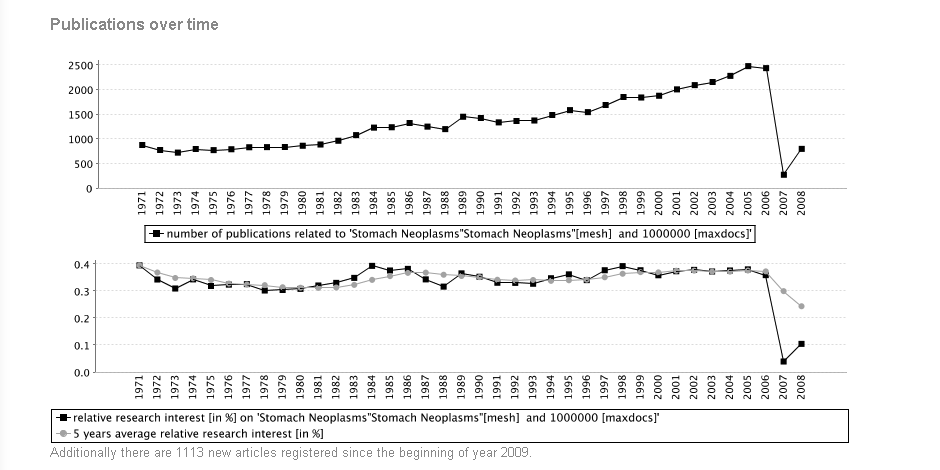 Publications over time
2500
2000
1500
1000
500
0
1971 1972 1973 1974 1975 1976 1977 1978 1979 1980 1981 1982 1983 1984 1985 1986 1987 1988 1989 1990 1991 1992 1993 1994 1995 1996 1997 1998 1999 2000 2001 2002 2003 2004 2005 2006 2007 2008
number of publications related to 'Stomach Neoplasms"Stomach Neoplasms"[mesh] and 1000000 [maxdocs]'
0.4
0.3
0.2
0.1
0.0
1971 1972 1973 1974 1975 1976 1977 1978 1979 1980 1981 1982 1983 1984 1985 1986 1987 1988 1989 1990 1991 1992 1993 1994 1995 1996 1997 1998 1999 2000 2001 2002 2003 2004 2005 2006 2007 2008
relative research interest [in %] on 'Stomach Neoplasms"Stomach Neoplasms"[mesh] and 1000000 [maxdocs]'
5 years average relative research interest [in %]
Additionally there are 1113 new articles registered since the beginning of year 2009.